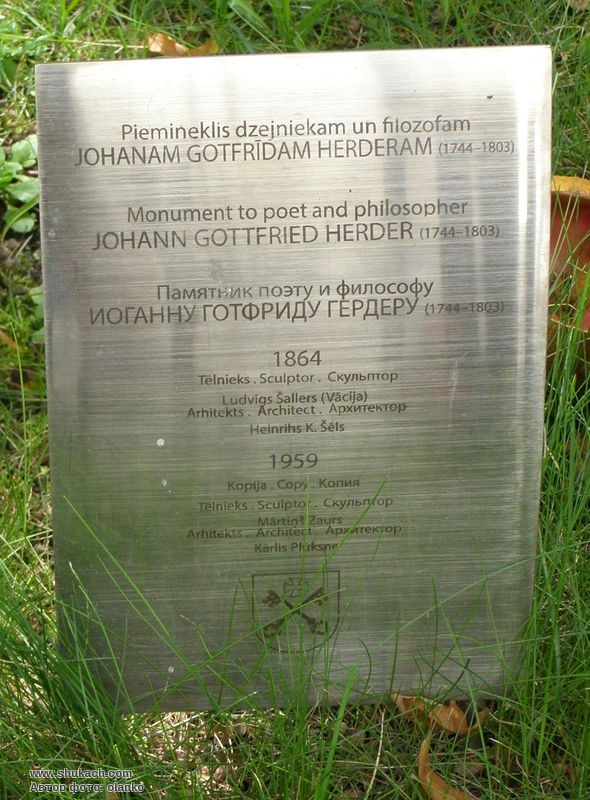 Piemineklis dzejniekam un filozofam
JOHANAM GOTFRĪDAM HERDERAM (1744–1803)
Monument to poet and philosopher
JOHANN GOTTFRIED HERDER (1744–1803)
Памятник поэту и философу
ИОГАННУ ГОТФРИДУ ГЕРДЕРУ (1744–1803)
1864
Tēlnieks . Sculptor . Скульптор
Ludvigs Šallers (Vācija)
Arhitekts . Architect . Архитектор
Heinrihs K. Šēls
1959
Kopija . Copy . Копия
Tēlnieks . Sculptor . Скульптор
Mārtiņš Zaurs
Arhitekts . Architect . Архитектор
Kārlis Plūksne
www.shukach.com
Автор фото: olanko